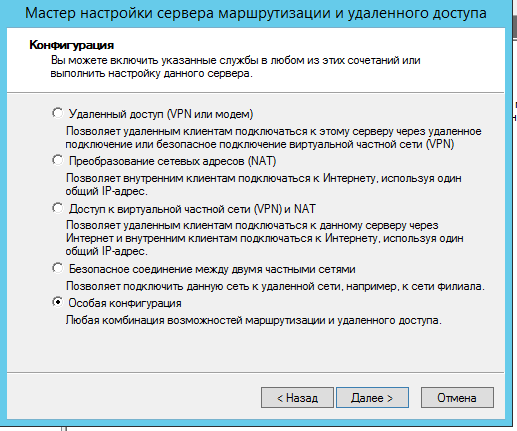 Мастер настройки сервера маршрутизации и удаленного доступа
Конфигурация
Вы можете включить указанные службы в любом из этих сочетаний или
выполнить настройку данного сервера.
Удаленный доступ (VPN или модем)
Позволяет удаленным клиентам подключаться к этому серверу через удаленное
подключение или безопасное подключение виртуальной частной сети (VPN)
Преобразование сетевых адресов (NAT)
Позволяет внутренним клиентам подключаться к Интернету, используя один
общий IP-адрес.
Доступ к виртуальной частной сети (VPN) и NAT
Позволяет удаленным клиентам подключаться к данному серверу через
Интернет и внутренним клиентам подключаться к Интернету, используя один
общий IP-адрес.
Безопасное соединение между двумя частными сетями
Позволяет подключить данную сеть к удаленной сети, например, к сети филиала.
Особая конфигурация
Любая комбинация возможностей маршрутизации и удаленного доступа.
< Назад
Далее >
Отмена